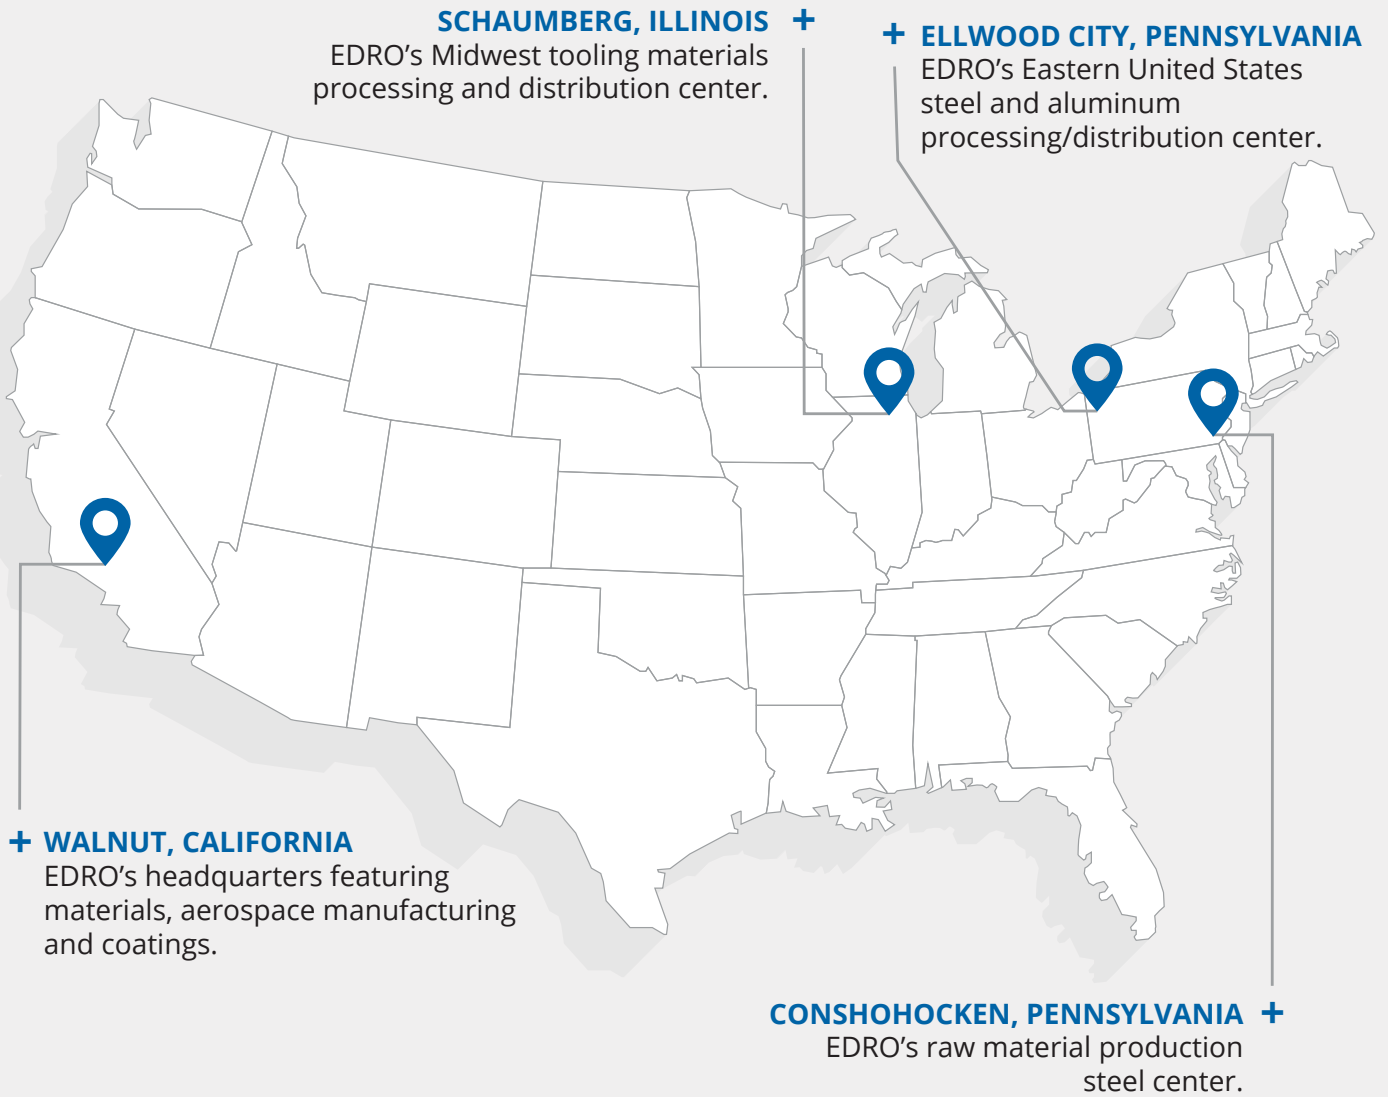 SCHAUMBERG, ILLINOIS +
EDRO’s Midwest tooling materials
processing and distribution center.
+ ELLWOOD CITY, PENNSYLVANIA
EDRO’s Eastern United States
steel and aluminum
processing/distribution center.
+ WALNUT, CALIFORNIA
EDRO’s headquarters featuring
materials, aerospace manufacturing
and coatings.
CONSHOHOCKEN, PENNSYLVANIA +
EDRO’s raw material production
steel center.